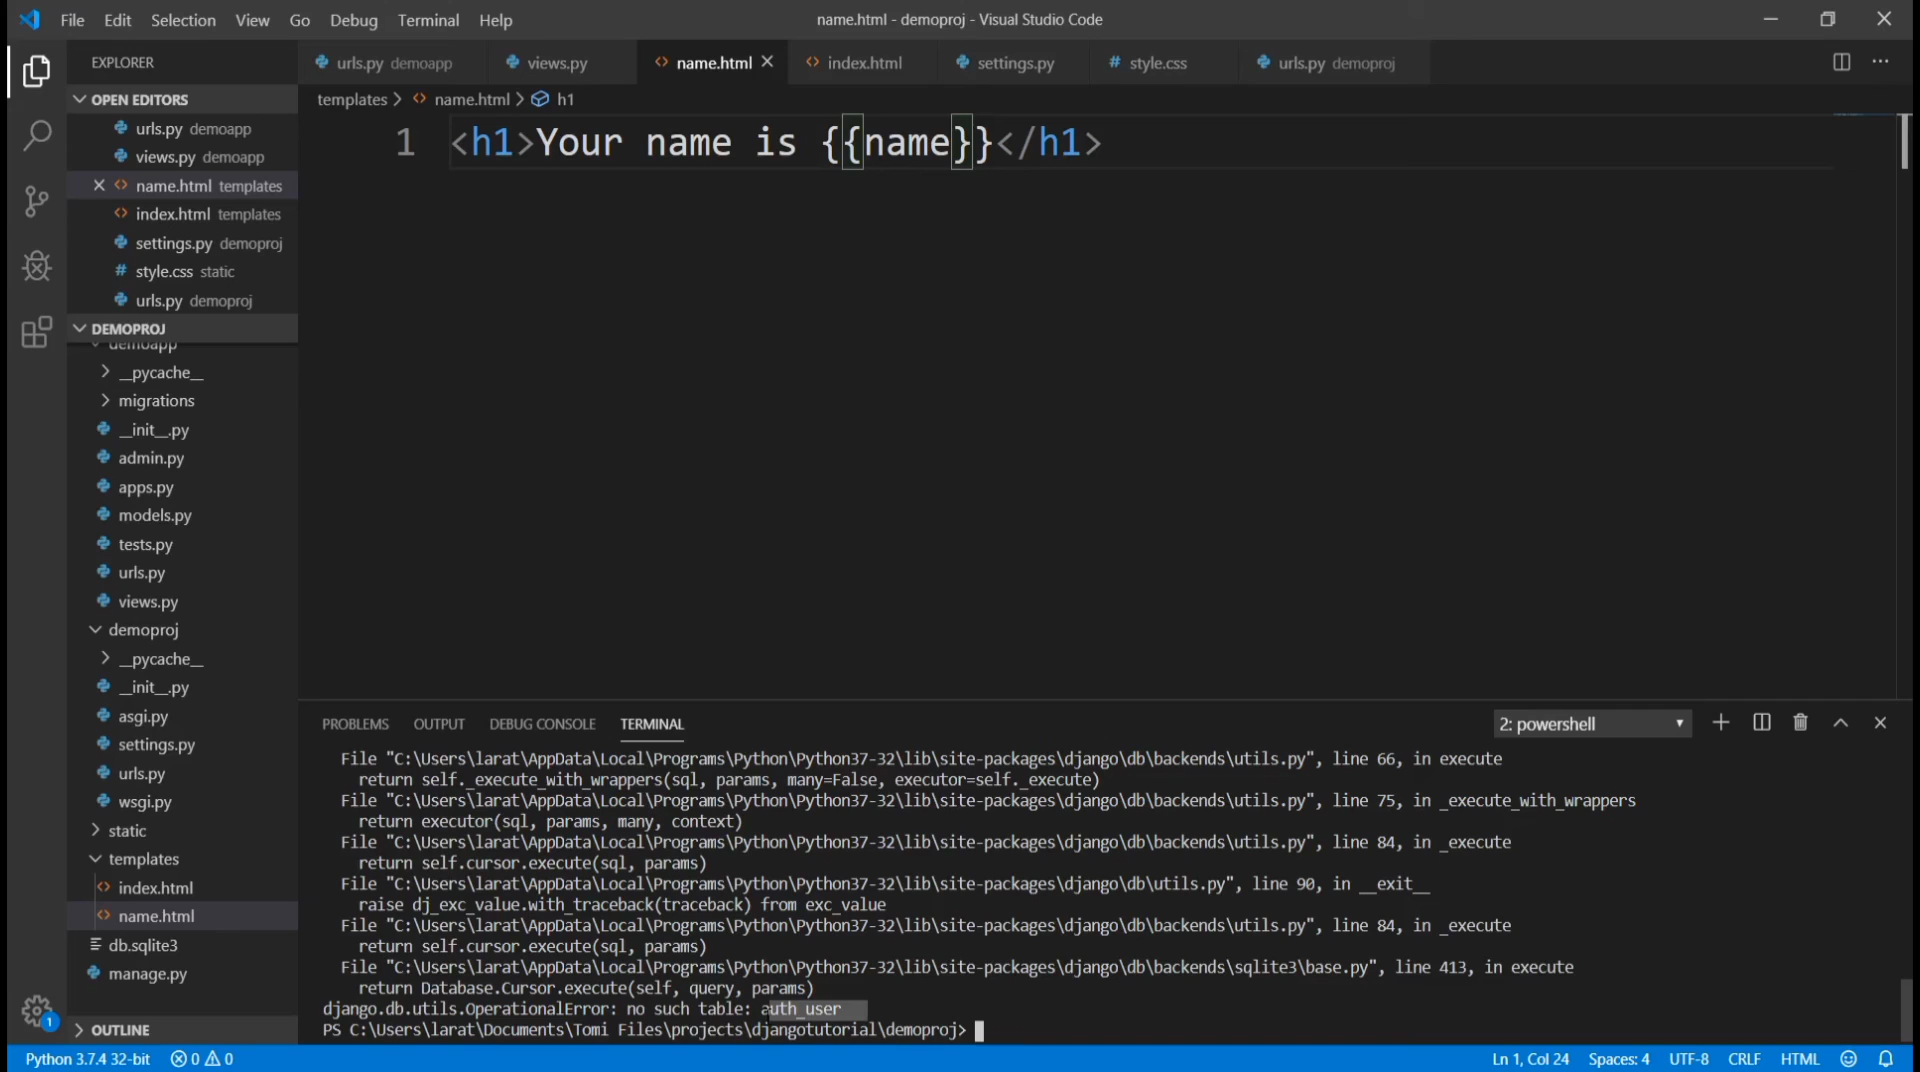 File Edit Selection View Go Debug Terminal Help name.html - demoproj - Visual Studio Code
EXPLORER
urls.py demoapp views.py name.html index.html settings.py # style.css urls.py demoproj
OPEN EDITORS
urls.py demoapp
views.py demoapp
name.html templates
index.html templates
settings.py demoproj
# style.css static
urls.py demoproj
DEMOPROJ
demoapp
__pycache__
migrations
__init__.py
admin.py
apps.py
models.py
tests.py
urls.py
views.py
demoproj
__pycache__
__init__.py
asgi.py
settings.py
urls.py
wsgi.py
static
templates
index.html
name.html
db.sqlite3
manage.py
OUTLINE
templates > name.html > h1
1 <h1>Your name is {{name}}</h1>
PROBLEMS OUTPUT DEBUG CONSOLE TERMINAL 2: powershell
File "C:\Users\larat\AppData\Local\Programs\Python\Python37-32\lib\site-packages\django\db\backends\utils.py", line 66, in execute
return self._execute_with_wrappers(sql, params, many=False, executor=self._execute)
File "C:\Users\larat\AppData\Local\Programs\Python\Python37-32\lib\site-packages\django\db\backends\utils.py", line 75, in _execute_with_wrappers
return executor(sql, params, many, context)
File "C:\Users\larat\AppData\Local\Programs\Python\Python37-32\lib\site-packages\django\db\backends\utils.py", line 84, in _execute
return self.cursor.execute(sql, params)
File "C:\Users\larat\AppData\Local\Programs\Python\Python37-32\lib\site-packages\django\db\utils.py", line 90, in __exit__
raise dj_exc_value.with_traceback(traceback) from exc_value
File "C:\Users\larat\AppData\Local\Programs\Python\Python37-32\lib\site-packages\django\db\backends\utils.py", line 84, in _execute
return self.cursor.execute(sql, params)
File "C:\Users\larat\AppData\Local\Programs\Python\Python37-32\lib\site-packages\django\db\backends\sqlite3\base.py", line 413, in execute
return Database.Cursor.execute(self, query, params)
django.db.utils.OperationalError: no such table: auth_user
PS C:\Users\larat\Documents\Tomi Files\projects\djangotutorial\demoproj>
1
Python 3.7.4 32-bit 0 0 Ln 1, Col 24 Spaces: 4 UTF-8 CRLF HTML